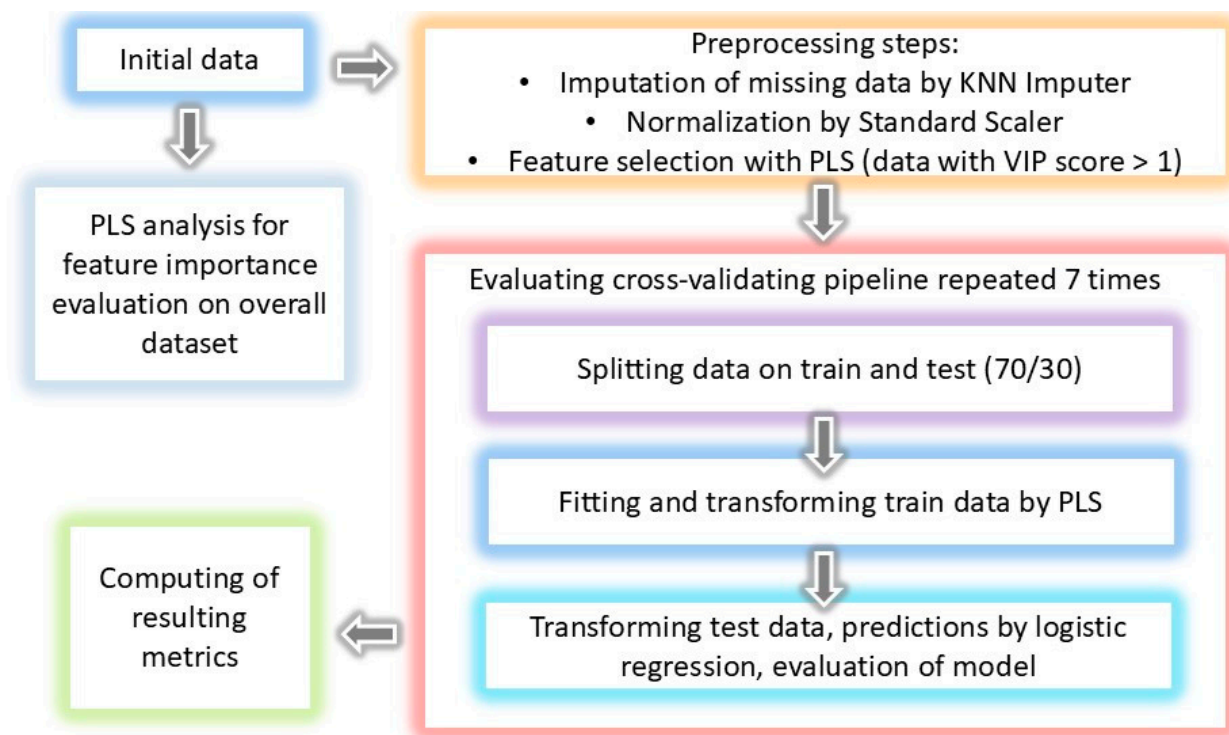 Initial data
Preprocessing steps:
• Imputation of missing data by KNN Imputer
• Normalization by Standard Scaler
• Feature selection with PLS (data with VIP score > 1)
PLS analysis for
feature importance
evaluation on overall
dataset
Evaluating cross-validating pipeline repeated 7 times
Splitting data on train and test (70/30)
Fitting and transforming train data by PLS
Transforming test data, predictions by logistic
regression, evaluation of model
Computing of
resulting
metrics